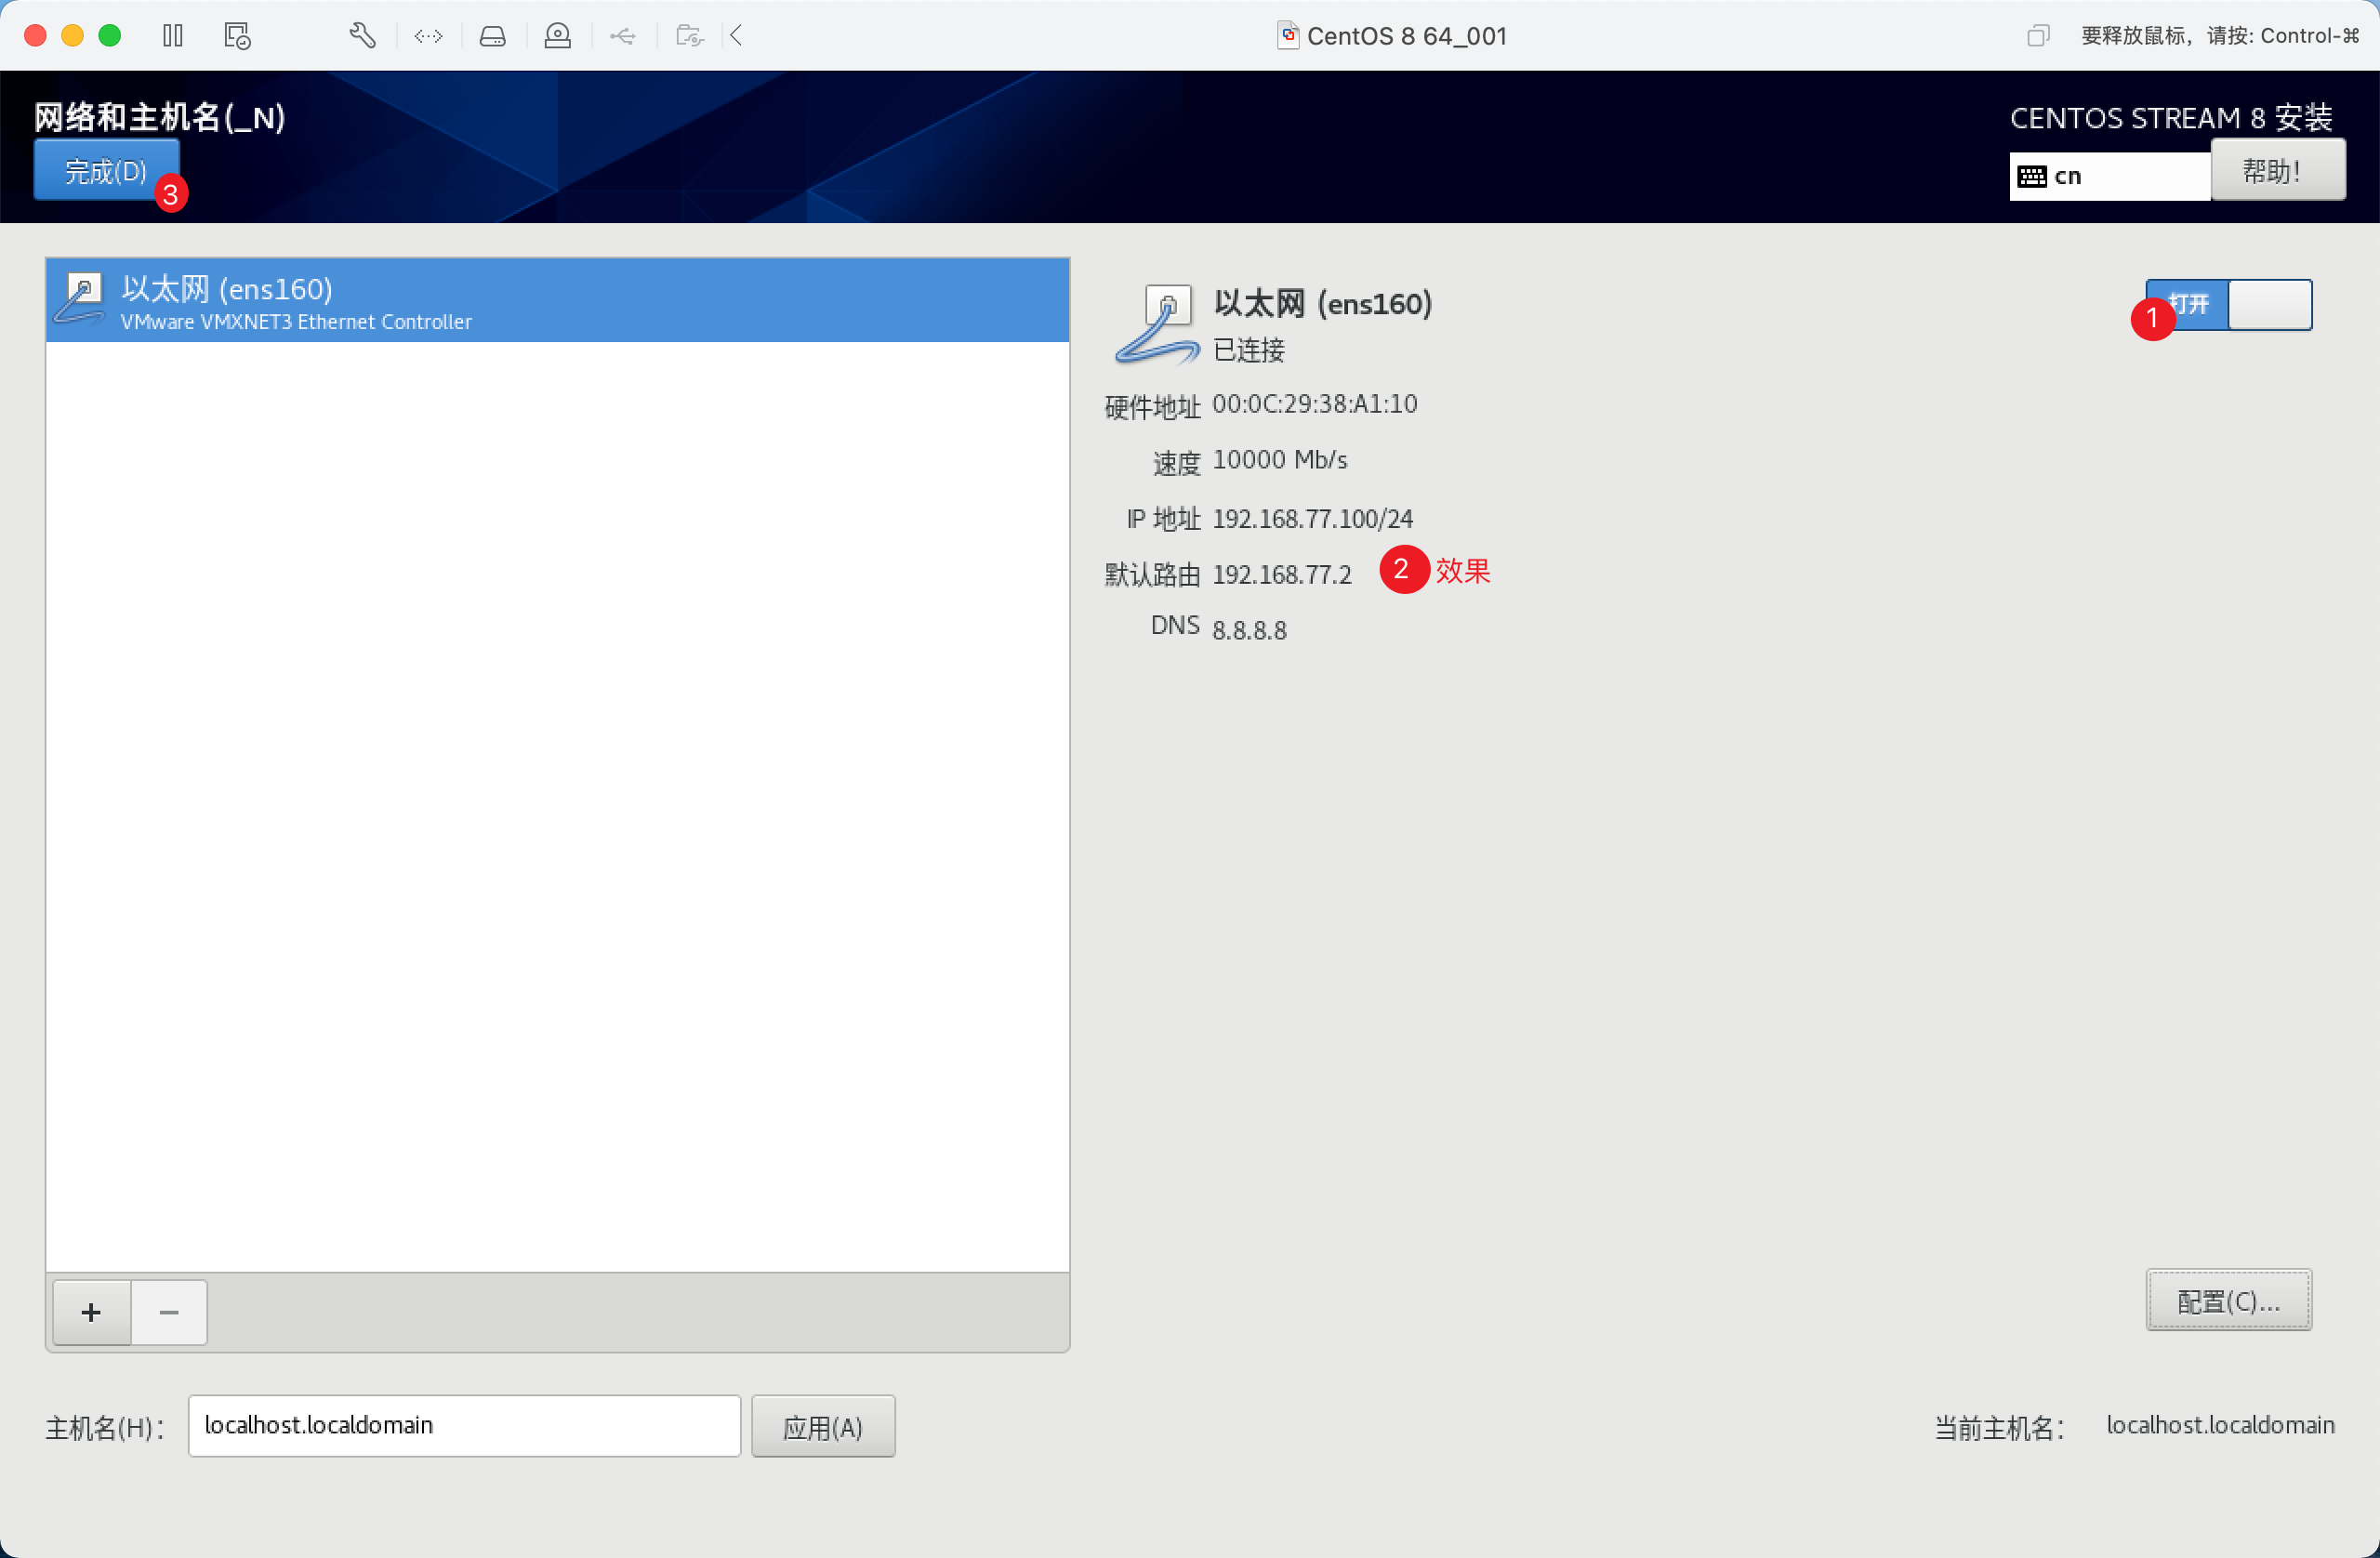 CentOS 8 64_001
要释放鼠标，请按: Control-⌘
网络和主机名(_N)
CENTOS STREAM 8 安装
完成(D)
3
cn
帮助！
以太网 (ens160)
VMware VMXNET3 Ethernet Controller
以太网 (ens160)
已连接
1
打开
硬件地址 00:0C:29:38:A1:10
速度 10000 Mb/s
IP 地址 192.168.77.100/24
默认路由 192.168.77.2
2 效果
DNS 8.8.8.8
+
−
配置(C)...
主机名(H)：
localhost.localdomain
应用(A)
当前主机名：
localhost.localdomain